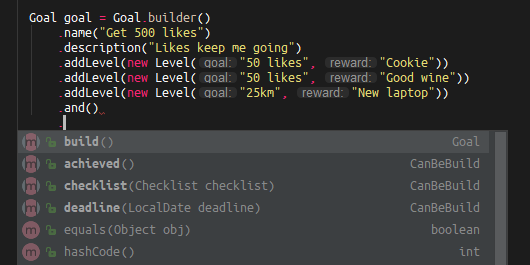 Goal goal = Goal.builder()
.name("Get 500 likes")
.description("Likes keep me going")
.addLevel(new Level( goal: "50 likes", reward: "Cookie"))
.addLevel(new Level( goal: "50 likes", reward: "Good wine"))
.addLevel(new Level( goal: "25km", reward: "New laptop"))
.and()
.
m build() Goal
m achieved() CanBeBuild
m checklist(Checklist checklist) CanBeBuild
m deadline(LocalDate deadline) CanBeBuild
m equals(Object obj) boolean
m hashCode() int